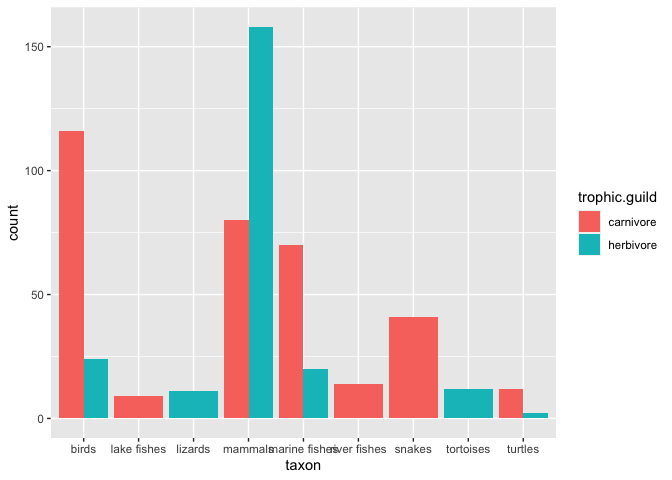 150
100
50
0
count
birds lake fishes lizards mammals marine fishes river fishes snakes tortoises turtles
taxon
trophic.guild
carnivore
herbivore